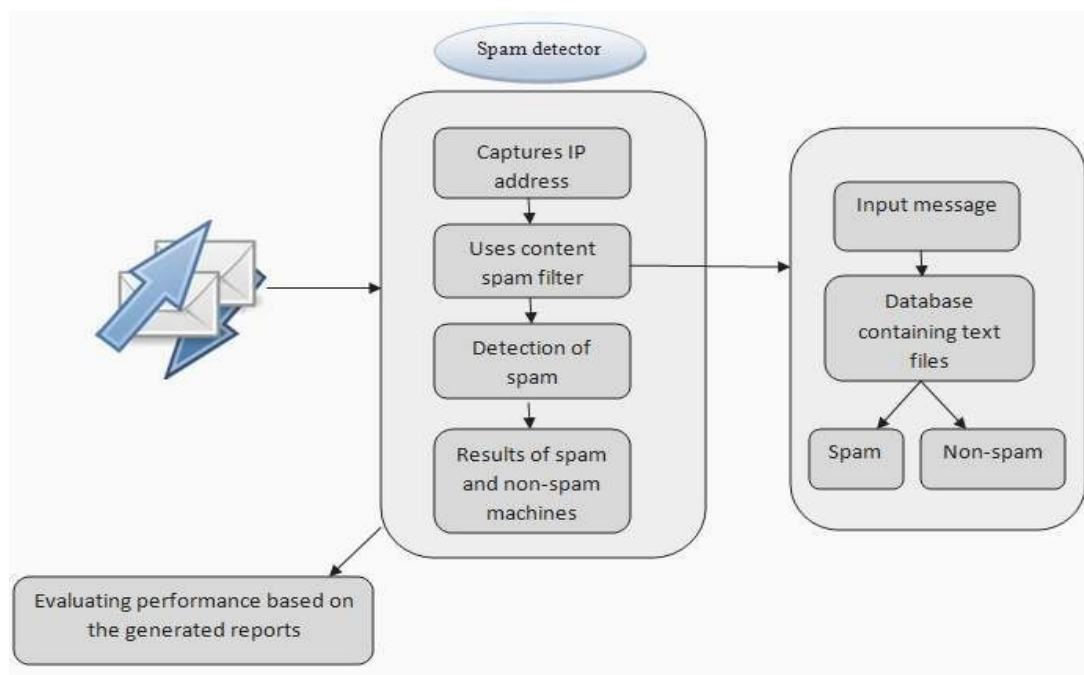 Spam detector
Captures IP
address
Uses content
spam filter
Detection of
spam
Results of spam
and non-spam
machines
Evaluating performance based on
the generated reports
Input message
Database
containing text
files
Spam
Non-spam